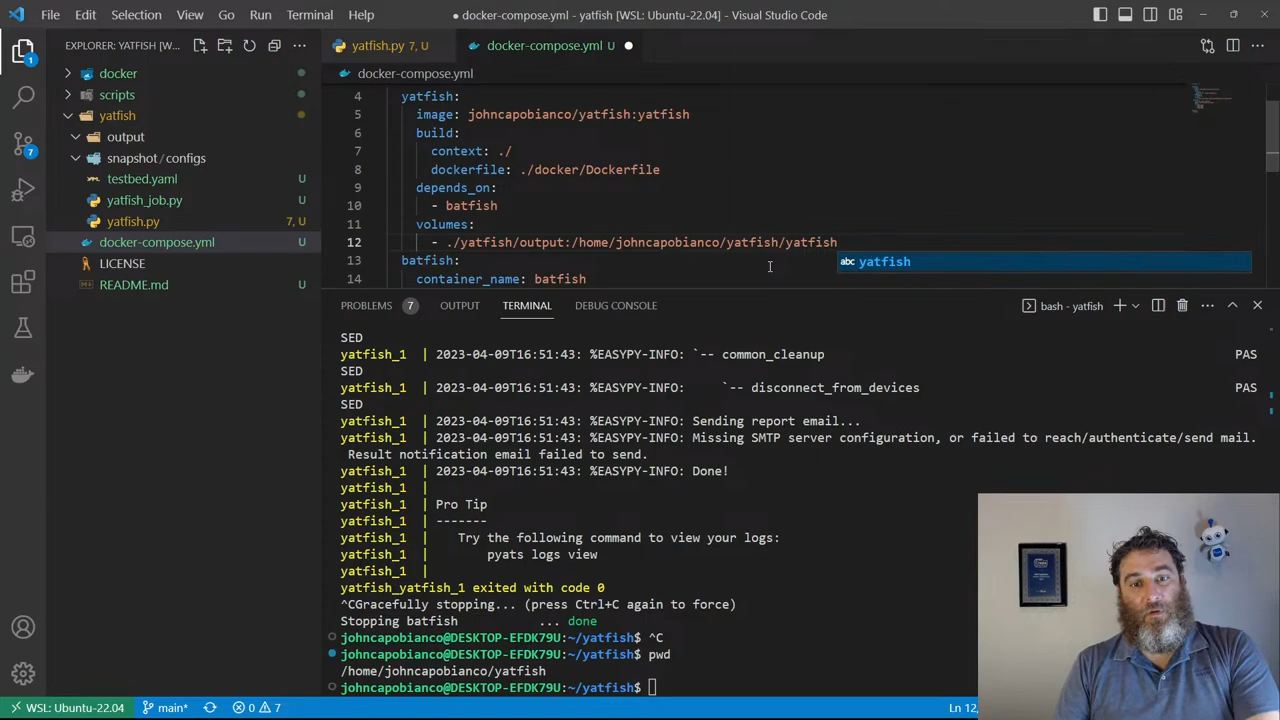 File Edit Selection View Go Run Terminal Help
● docker-compose.yml - yatfish [WSL: Ubuntu-22.04] - Visual Studio Code
EXPLORER: YATFISH [W...
yatfish.py 7, U
docker-compose.yml U ●
1
docker
scripts
yatfish
output
snapshot/configs
testbed.yaml U
yatfish_job.py U
yatfish.py 7, U
docker-compose.yml U
LICENSE
README.md U
7
docker-compose.yml
4 yatfish:
5 image: johncapobianco/yatfish:yatfish
6 build:
7 context: ./
8 dockerfile: ./docker/Dockerfile
9 depends_on:
10 - batfish
11 volumes:
12 - ./yatfish/output:/home/johncapobianco/yatfish/yatfish
13 batfish:
abc yatfish
14 container_name: batfish
PROBLEMS 7 OUTPUT TERMINAL DEBUG CONSOLE
bash - yatfish
SED
yatfish_1 | 2023-04-09T16:51:43: %EASYPY-INFO: `-- common_cleanup PAS
SED
yatfish_1 | 2023-04-09T16:51:43: %EASYPY-INFO: `-- disconnect_from_devices PAS
SED
yatfish_1 | 2023-04-09T16:51:43: %EASYPY-INFO: Sending report email...
yatfish_1 | 2023-04-09T16:51:43: %EASYPY-INFO: Missing SMTP server configuration, or failed to reach/authenticate/send mail.
Result notification email failed to send.
yatfish_1 | 2023-04-09T16:51:43: %EASYPY-INFO: Done!
yatfish_1 |
yatfish_1 | Pro Tip
yatfish_1 | -------
yatfish_1 | Try the following command to view your logs:
yatfish_1 | pyats logs view
yatfish_1 |
yatfish_yatfish_1 exited with code 0
^CGracefully stopping... (press Ctrl+C again to force)
Stopping batfish ... done
johncapobianco@DESKTOP-EFDK79U:~/yatfish$ ^C
johncapobianco@DESKTOP-EFDK79U:~/yatfish$ pwd
/home/johncapobianco/yatfish
johncapobianco@DESKTOP-EFDK79U:~/yatfish$
WSL: Ubuntu-22.04 main* 0 7
Ln 12,